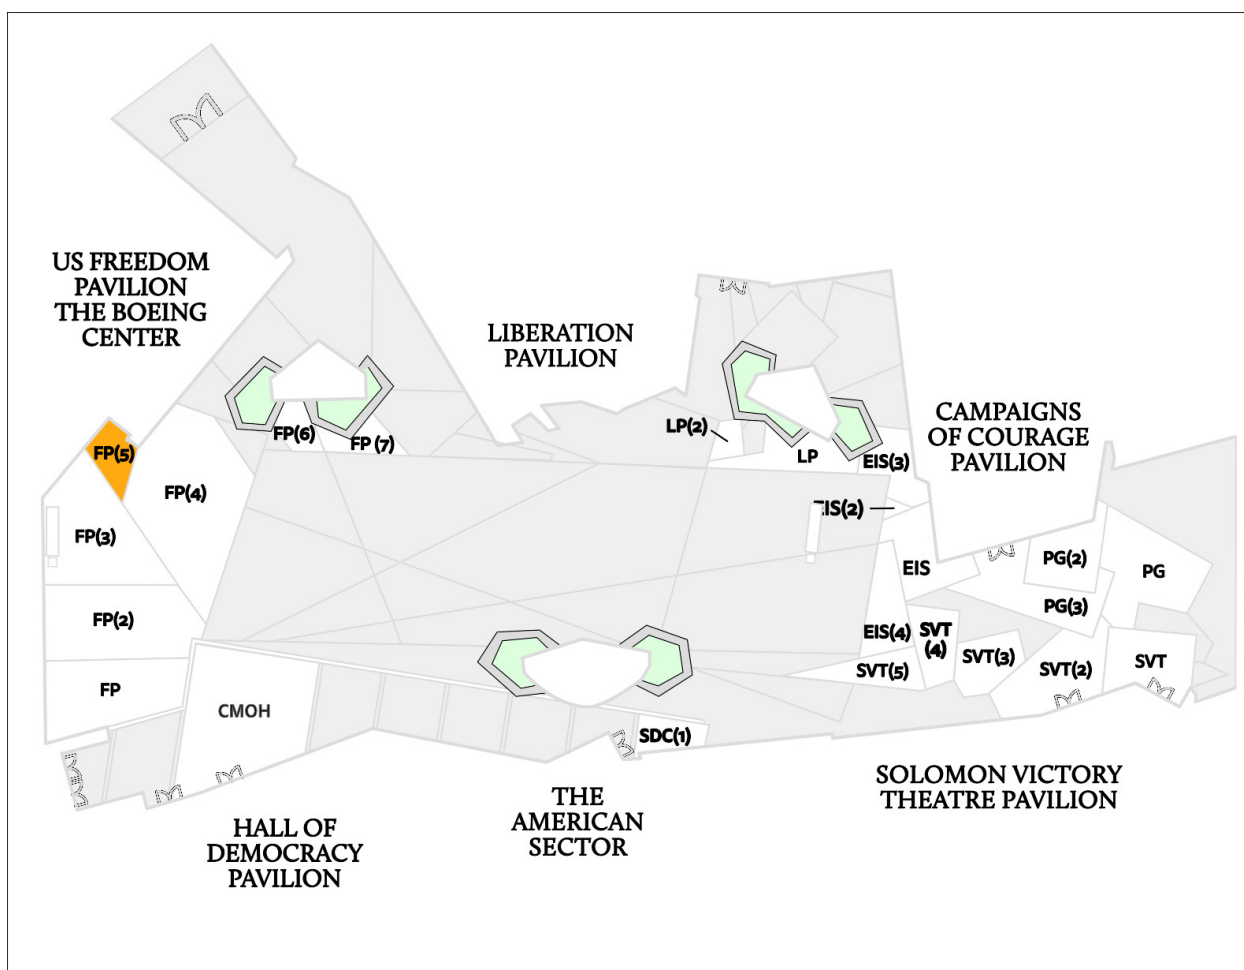 US FREEDOM
PAVILION
THE BOEING
CENTER
LIBERATION
PAVILION
CAMPAIGNS
OF COURAGE
PAVILION
FP(6)
FP (7)
LP(2)
LP
EIS(3)
FP(5)
FP(4)
EIS(2)
FP(3)
EIS
PG(2)
PG
PG(3)
FP(2)
EIS(4)
SVT
(4)
SVT(3)
SVT(5)
SVT(2)
SVT
FP
CMOH
SDC(1)
SOLOMON VICTORY
THEATRE PAVILION
THE
AMERICAN
SECTOR
HALL OF
DEMOCRACY
PAVILION